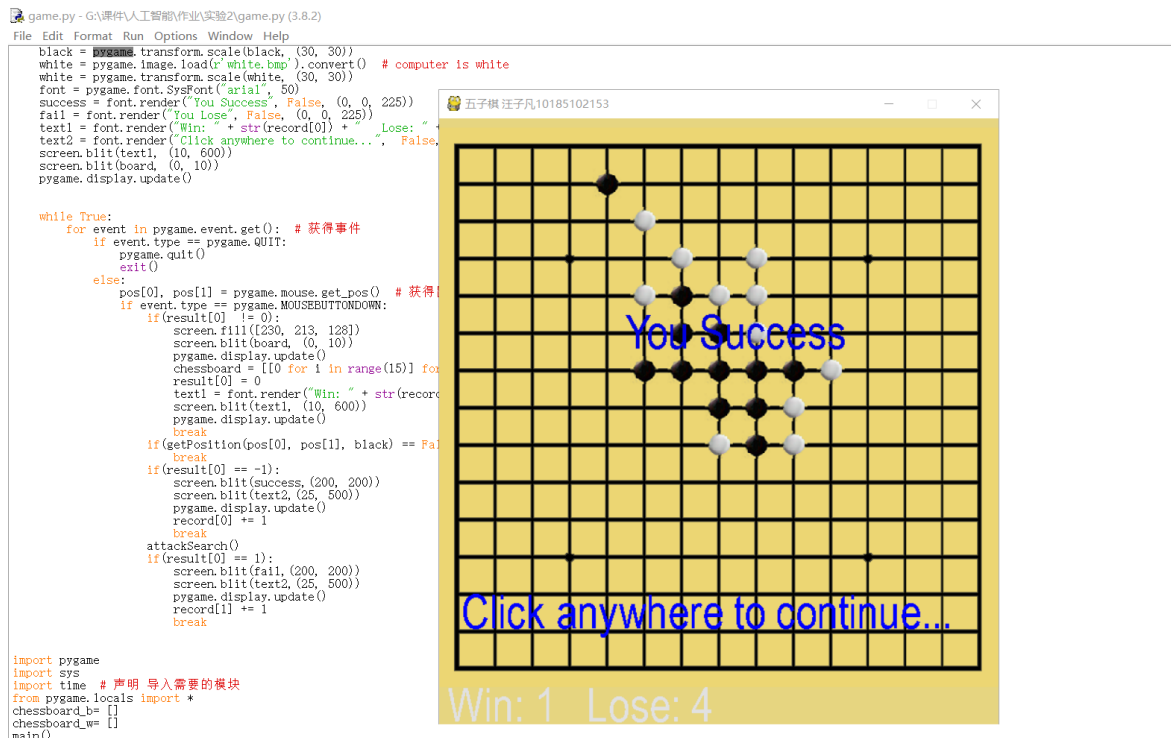 game.py - G:\课件\人工智能\作业\实验2\game.py (3.8.2)
File Edit Format Run Options Window Help
black = pygame.transform.scale(black, (30, 30))
white = pygame.image.load(r'white.bmp').convert()  # computer is white
white = pygame.transform.scale(white, (30, 30))
font = pygame.font.SysFont("arial", 50)
success = font.render("You Success", False, (0, 0, 225))
fail = font.render("You Lose", False, (0, 0, 225))
text1 = font.render("Win: " + str(record[0]) + "   Lose: " +
text2 = font.render("Click anywhere to continue...",  False,
screen.blit(text1, (10, 600))
screen.blit(board, (0, 10))
pygame.display.update()
while True:
for event in pygame.event.get():  # 获得事件
if event.type == pygame.QUIT:
pygame.quit()
exit()
else:
pos[0], pos[1] = pygame.mouse.get_pos()  # 获得
if event.type == pygame.MOUSEBUTTONDOWN:
if(result[0] != 0):
screen.fill([230, 213, 128])
screen.blit(board, (0, 10))
pygame.display.update()
chessboard = [[0 for i in range(15)] for
result[0] = 0
text1 = font.render("Win: " + str(record
screen.blit(text1, (10, 600))
pygame.display.update()
break
if(getPosition(pos[0], pos[1], black) == Fal
break
if(result[0] == -1):
screen.blit(success,(200, 200))
screen.blit(text2,(25, 500))
pygame.display.update()
record[0] += 1
break
attackSearch()
if(result[0] == 1):
screen.blit(fail,(200, 200))
screen.blit(text2,(25, 500))
pygame.display.update()
record[1] += 1
break
import pygame
import sys
import time  # 声明 导入需要的模块
from pygame.locals import *
chessboard_b= []
chessboard_w= []
main()
五子棋 汪子凡10185102153
You Success
Click anywhere to continue...
Win: 1   Lose: 4